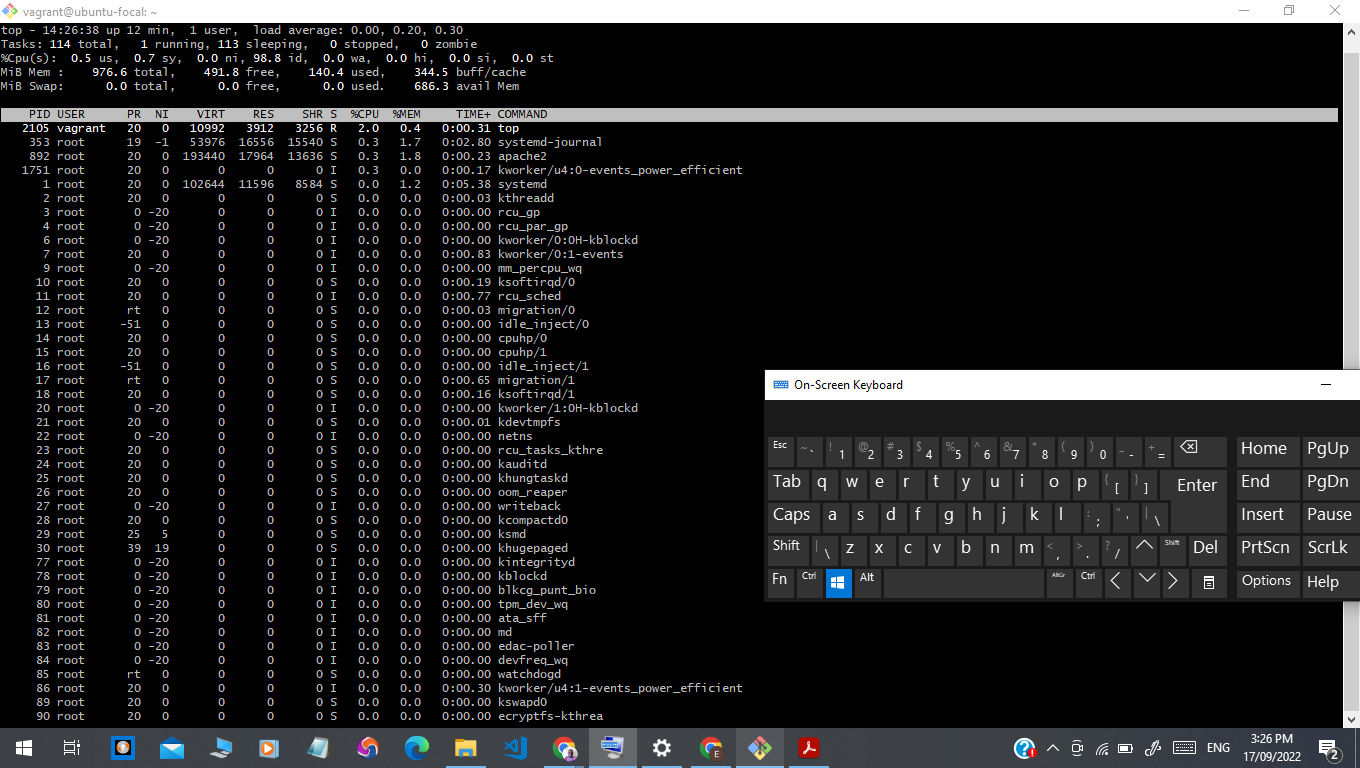 vagrant@ubuntu-focal: ~
top - 14:26:38 up 12 min,  1 user,  load average: 0.00, 0.20, 0.30
Tasks: 114 total,   1 running, 113 sleeping,   0 stopped,   0 zombie
%Cpu(s):  0.5 us,  0.7 sy,  0.0 ni, 98.8 id,  0.0 wa,  0.0 hi,  0.0 si,  0.0 st
MiB Mem :    976.6 total,    491.8 free,    140.4 used,    344.5 buff/cache
MiB Swap:      0.0 total,      0.0 free,      0.0 used.    686.3 avail Mem
PID USER PR NI VIRT RES SHR S %CPU %MEM TIME+ COMMAND
2105 vagrant 20 0 10992 3912 3256 R 2.0 0.4 0:00.31 top
353 root 19 -1 53976 16556 15540 S 0.3 1.7 0:02.80 systemd-journal
892 root 20 0 193440 17964 13636 S 0.3 1.8 0:00.23 apache2
1751 root 20 0 0 0 0 I 0.3 0.0 0:00.17 kworker/u4:0-events_power_efficient
1 root 20 0 102644 11596 8584 S 0.0 1.2 0:05.38 systemd
2 root 20 0 0 0 0 S 0.0 0.0 0:00.03 kthreadd
3 root 0 -20 0 0 0 I 0.0 0.0 0:00.00 rcu_gp
4 root 0 -20 0 0 0 I 0.0 0.0 0:00.00 rcu_par_gp
6 root 0 -20 0 0 0 I 0.0 0.0 0:00.00 kworker/0:0H-kblockd
7 root 20 0 0 0 0 I 0.0 0.0 0:00.83 kworker/0:1-events
9 root 0 -20 0 0 0 I 0.0 0.0 0:00.00 mm_percpu_wq
10 root 20 0 0 0 0 S 0.0 0.0 0:00.19 ksoftirqd/0
11 root 20 0 0 0 0 I 0.0 0.0 0:00.77 rcu_sched
12 root rt 0 0 0 0 S 0.0 0.0 0:00.03 migration/0
13 root -51 0 0 0 0 S 0.0 0.0 0:00.00 idle_inject/0
14 root 20 0 0 0 0 S 0.0 0.0 0:00.00 cpuhp/0
15 root 20 0 0 0 0 S 0.0 0.0 0:00.00 cpuhp/1
16 root -51 0 0 0 0 S 0.0 0.0 0:00.00 idle_inject/1
17 root rt 0 0 0 0 S 0.0 0.0 0:00.65 migration/1
18 root 20 0 0 0 0 S 0.0 0.0 0:00.16 ksoftirqd/1
20 root 0 -20 0 0 0 I 0.0 0.0 0:00.00 kworker/1:0H-kblockd
21 root 20 0 0 0 0 S 0.0 0.0 0:00.01 kdevtmpfs
22 root 0 -20 0 0 0 I 0.0 0.0 0:00.00 netns
23 root 20 0 0 0 0 S 0.0 0.0 0:00.00 rcu_tasks_kthre
24 root 20 0 0 0 0 S 0.0 0.0 0:00.00 kauditd
25 root 20 0 0 0 0 S 0.0 0.0 0:00.00 khungtaskd
26 root 20 0 0 0 0 S 0.0 0.0 0:00.00 oom_reaper
27 root 0 -20 0 0 0 I 0.0 0.0 0:00.00 writeback
28 root 20 0 0 0 0 S 0.0 0.0 0:00.00 kcompactd0
29 root 25 5 0 0 0 S 0.0 0.0 0:00.00 ksmd
30 root 39 19 0 0 0 S 0.0 0.0 0:00.00 khugepaged
77 root 0 -20 0 0 0 I 0.0 0.0 0:00.00 kintegrityd
78 root 0 -20 0 0 0 I 0.0 0.0 0:00.00 kblockd
79 root 0 -20 0 0 0 I 0.0 0.0 0:00.00 blkcg_punt_bio
80 root 0 -20 0 0 0 I 0.0 0.0 0:00.00 tpm_dev_wq
81 root 0 -20 0 0 0 I 0.0 0.0 0:00.00 ata_sff
82 root 0 -20 0 0 0 I 0.0 0.0 0:00.00 md
83 root 0 -20 0 0 0 I 0.0 0.0 0:00.00 edac-poller
84 root 0 -20 0 0 0 I 0.0 0.0 0:00.00 devfreq_wq
85 root rt 0 0 0 0 S 0.0 0.0 0:00.00 watchdogd
86 root 20 0 0 0 0 I 0.0 0.0 0:00.30 kworker/u4:1-events_power_efficient
89 root 20 0 0 0 0 S 0.0 0.0 0:00.00 kswapd0
90 root 20 0 0 0 0 S 0.0 0.0 0:00.00 ecryptfs-kthrea
On-Screen Keyboard
Esc ~ ` ! 1 @ 2 # 3 $ 4 % 5 ^ 6 & 7 * 8 ( 9 ) 0 _ - + = Home PgUp
Tab q w e r t y u i o p { [ } ] Enter End PgDn
Caps a s d f g h j k l : ; " ' | \ Insert Pause
Shift | \ z x c v b n m < , > . ? / Shift Del PrtScn ScrLk
Fn Ctrl Alt AltGr Ctrl Options Help
ENG
3:26 PM
17/09/2022
2